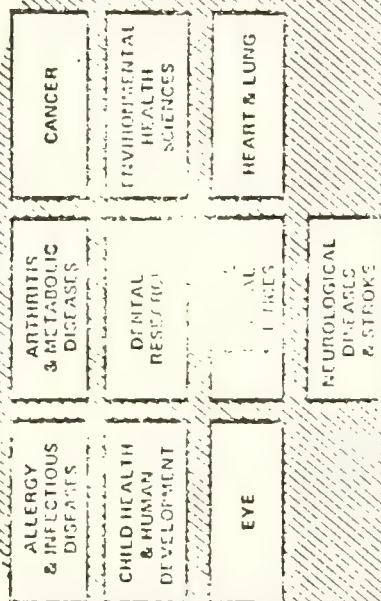 ALLERGY
& INFECTIOUS
DISEASES
ARTHRITIS
& METABOLIC
DISEASES
CANCER
CHILD HEALTH
& HUMAN
DEVELOPMENT
DENTAL
RESEARCH
ENVIRONMENTAL
HEALTH
SCIENCES
EYE
HEART & LUNG
NEUROLOGICAL
DISEASES
& STROKE